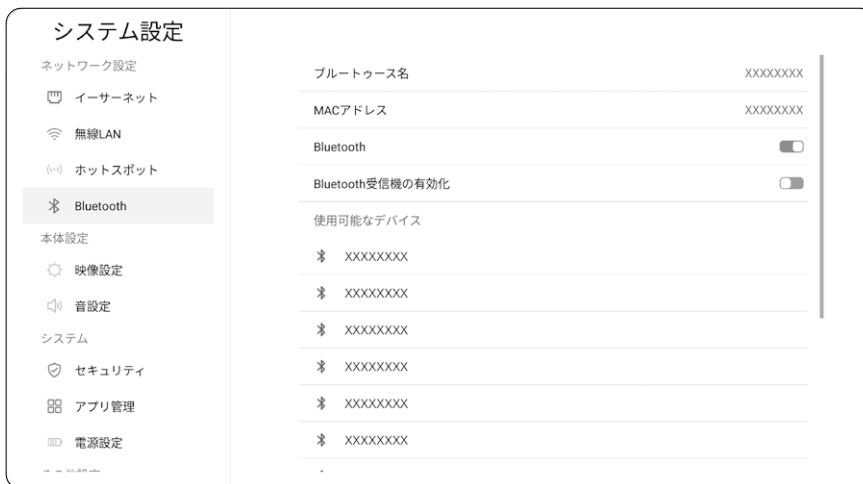 システム設定
ネットワーク設定
イーサーネット
無線LAN
ホットスポット
Bluetooth
本体設定
映像設定
音設定
システム
セキュリティ
アプリ管理
電源設定
ブルートゥース名 XXXXXXXX
MACアドレス XXXXXXXX
Bluetooth
Bluetooth受信機の有効化
使用可能なデバイス
XXXXXXXX
XXXXXXXX
XXXXXXXX
XXXXXXXX
XXXXXXXX
XXXXXXXX